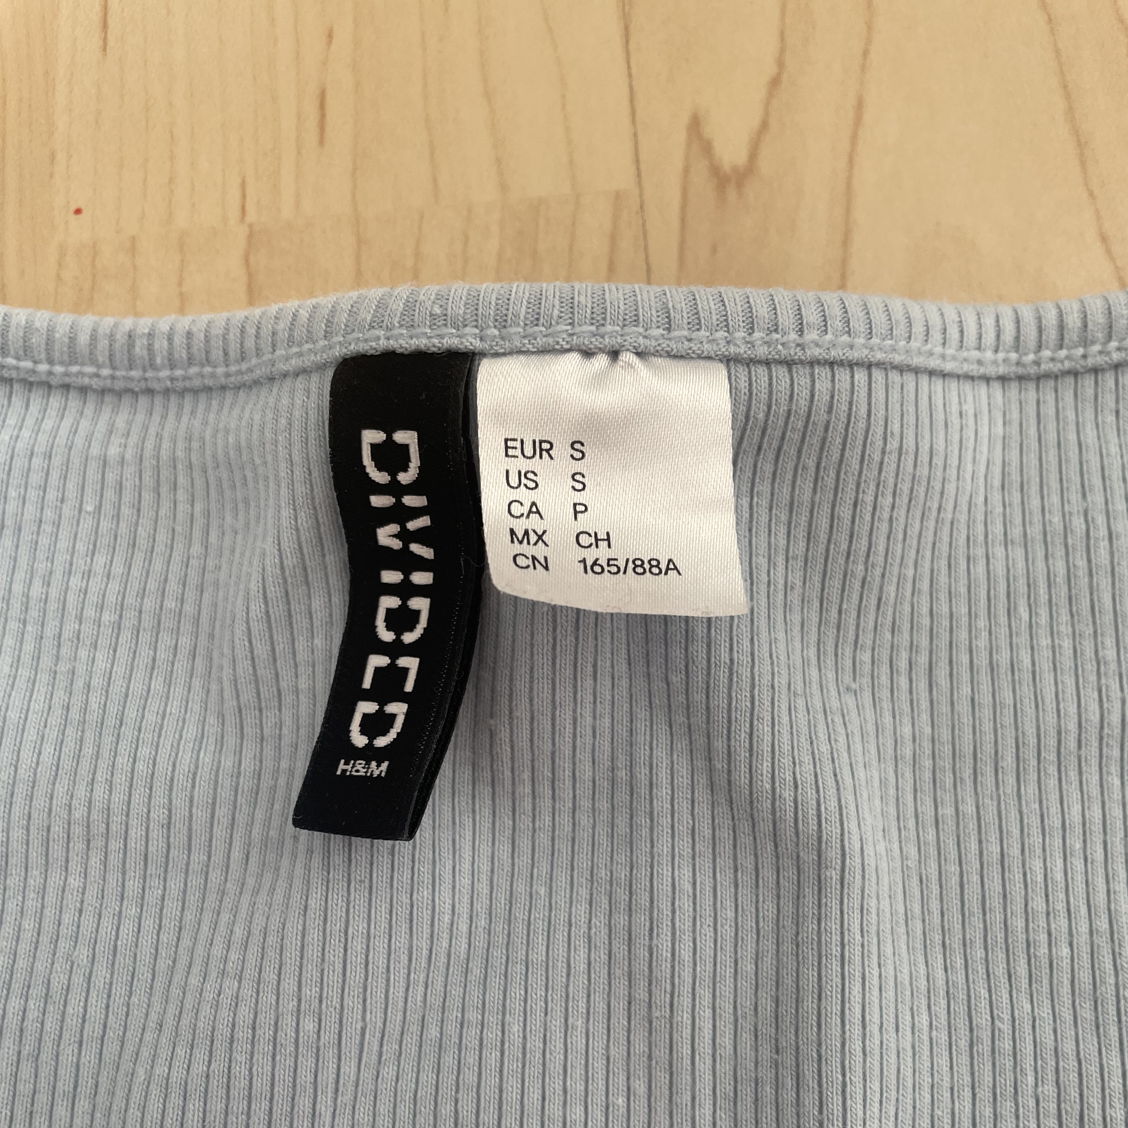 DIVIDED
H&M
EUR S
US S
CA P
MX CH
CN 165/88A